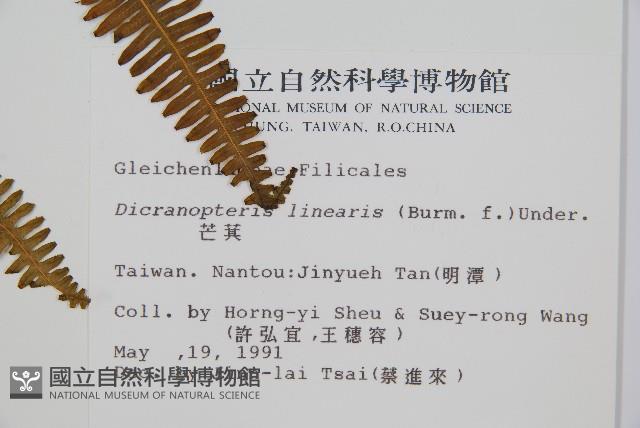 國立自然科學博物館
NATIONAL MUSEUM OF NATURAL SCIENCE
TAIWAN, R.O.CHINA
Filicales
Dicranopteris linearis (Burm. f.)Under.
芒萁
Taiwan. Nantou:Jinyueh Tan(明潭)
Coll. by Horng-yi Sheu & Suey-rong Wang
(許弘宜,王穗容)
May ,19, 1991
-lai Tsai(蔡進來)
國立自然科學博物館
NATIONAL MUSEUM OF NATURAL SCIENCE